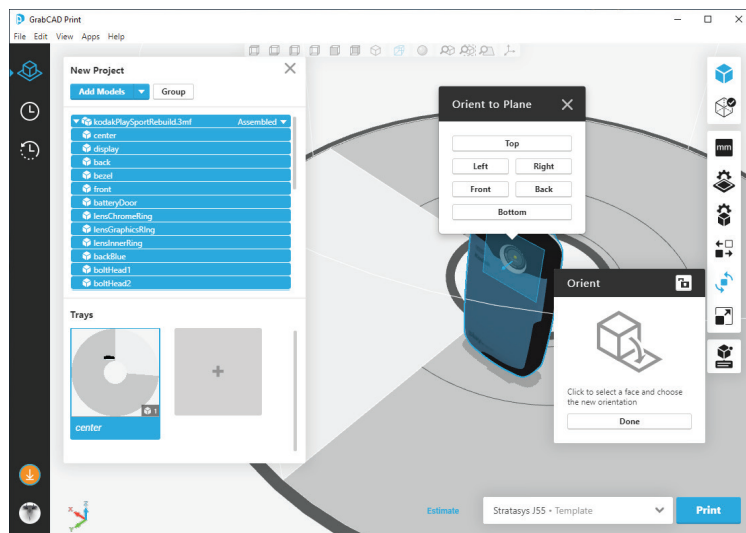 GrabCAD Print
File Edit View Apps Help
New Project
Add Models Group
kodakPlaySportRebuild.3mf Assembled
center
display
back
bezel
front
batteryDoor
lensChromeRing
lensGraphicsRIng
lensInnerRing
backBlue
boltHead1
boltHead2
Trays
1
center
Orient to Plane
Top
Left Right
Front Back
Bottom
Orient
Click to select a face and choose
the new orientation
Done
mm
Estimate
Stratasys J55 - Template
Print
X
Y
Z